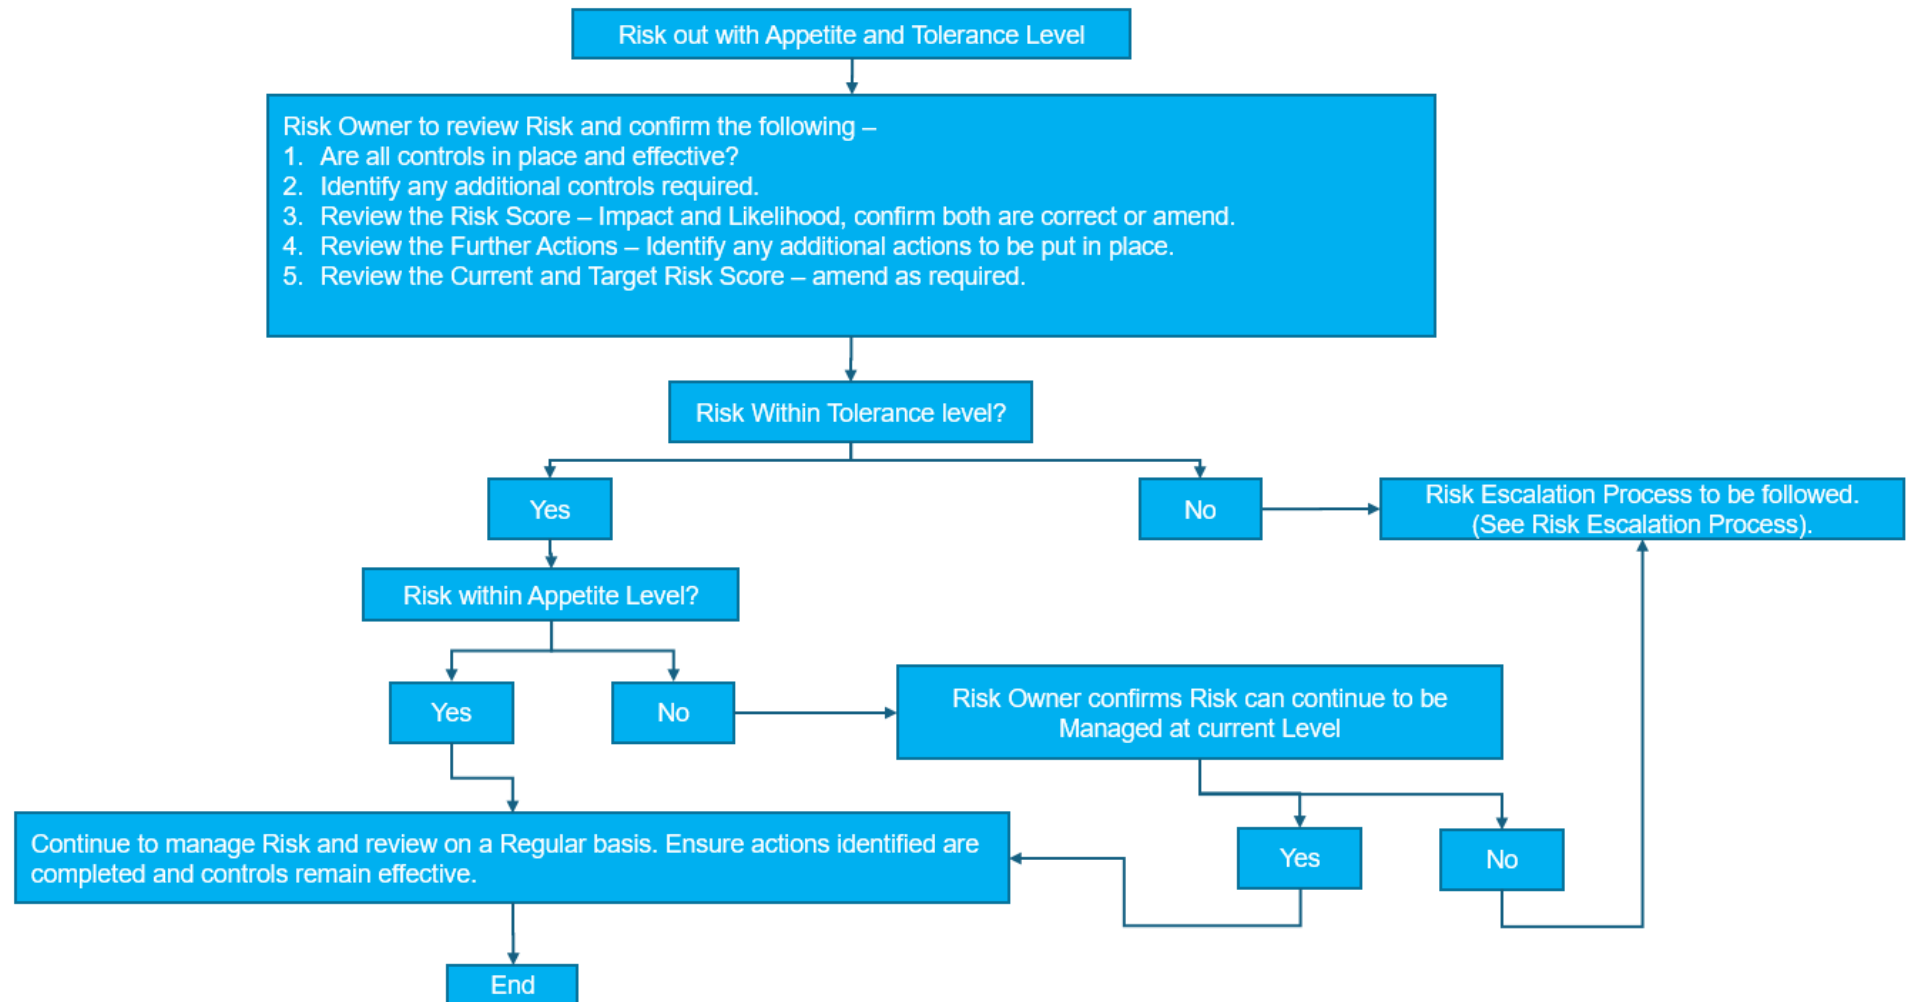 Risk out with Appetite and Tolerance Level
Risk Owner to review Risk and confirm the following –
1. Are all controls in place and effective?
2. Identify any additional controls required.
3. Review the Risk Score – Impact and Likelihood, confirm both are correct or amend.
4. Review the Further Actions – Identify any additional actions to be put in place.
5. Review the Current and Target Risk Score – amend as required.
Risk Within Tolerance level?
Yes
No
Risk Escalation Process to be followed.
(See Risk Escalation Process).
Risk within Appetite Level?
Yes
No
Risk Owner confirms Risk can continue to be
Managed at current Level
Continue to manage Risk and review on a Regular basis. Ensure actions identified are
completed and controls remain effective.
Yes
No
End